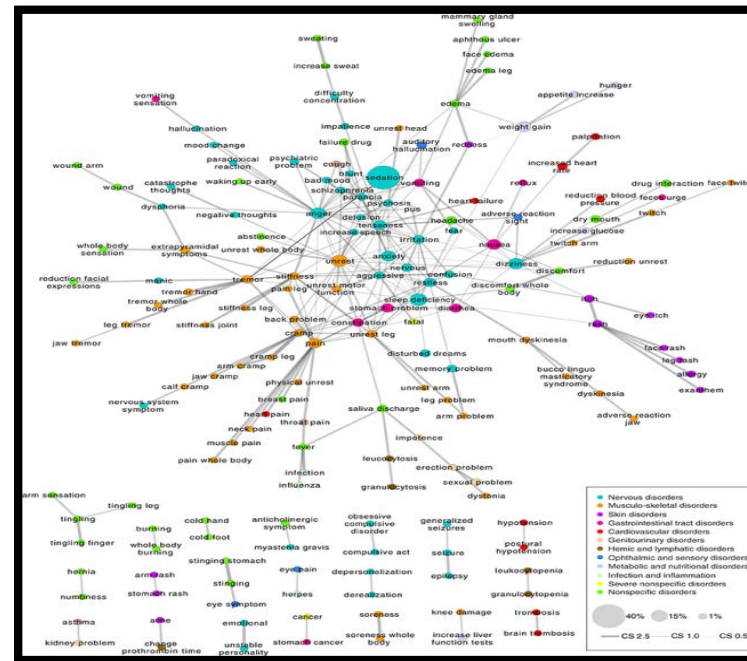 mammary gland
swelling
sweating
aphthous ulcer
face edema
increase sweat
edema leg
hunger
vomiting
sensation
difficulty
concentration
appetite increase
edema
hallucination
impatience
unrest head
weight gain
mood change
failure drug
auditory
hallucination
redness
palpitation
wound arm
paradoxical
reaction
psychiatric
problem
cough
blunt
sedation
increased heart
rate
catastrophe
thoughts
waking up early
bad mood
schizophrenia
vomiting
reflux
wound
paranoia
psychosis
heart failure
reduction blood
pressure
drug interaction
face twitch
feces urge
dysphoria
negative thoughts
anger
delusion
pus
headache
adverse reaction
sight
dry mouth
twitch
tenseness
fear
increase glucose
abstinence
increase speech
irritation
nausea
twitch arm
whole body
sensation
extrapyramidal
symptoms
unrest whole body
unrest
anxiety
dizziness
reduction unrest
nervous
confusion
discomfort
reduction facial
expressions
manic
tremor
stiffness
aggressive
restless
discomfort whole
body
itch
tremor hand
pain leg
unrest motor
function
sleep deficiency
eye itch
tremor whole
body
stomach problem
diarrhea
stiffness leg
back problem
constipation
fatal
rash
leg tremor
stiffness joint
cramp
unrest leg
mouth dyskinesia
face rash
jaw tremor
pain
disturbed dreams
leg rash
cramp leg
arm cramp
memory problem
bucco linguo
masticatory
syndrome
allergy
jaw cramp
exanthem
calf cramp
physical unrest
unrest arm
dyskinesia
breast pain
leg problem
nervous system
symptom
heart pain
saliva discharge
arm problem
adverse reaction
jaw
neck pain
throat pain
muscle pain
fever
impotence
pain whole body
leucocytosis
infection
erection problem
influenza
granulocytosis
sexual problem
dystonia
arm sensation
tingling leg
tingling
burning
cold hand
anticholinergic
symptom
obsessive
compulsive
disorder
generalized
seizures
hypotension
tingling finger
whole body
burning
cold foot
myastenia gravis
compulsive act
seizure
postural
hypotension
hernia
arm rash
stinging stomach
eye pain
depersonalization
epilepsy
leukocytopenia
numbness
stomach rash
stinging
herpes
derealization
granulocytopenia
eye symptom
asthma
emotional
cancer
soreness
knee damage
trombosis
kidney problem
change
prothrombin time
unstable
personality
stomach cancer
soreness whole
body
increase liver
function tests
brain trombosis
Nervous disorders
Musculo-skeletal disorders
Skin disorders
Gastrointestinal tract disorders
Cardiovascular disorders
Genitourinary disorders
Hemic and lymphatic disorders
Ophthalmic and sensory disorders
Metabolic and nutritional disorders
Infection and inflammation
Severe nonspecific disorders
Nonspecific disorders
40% 15% 1%
CS 2.5 CS 1.0 CS 0.5